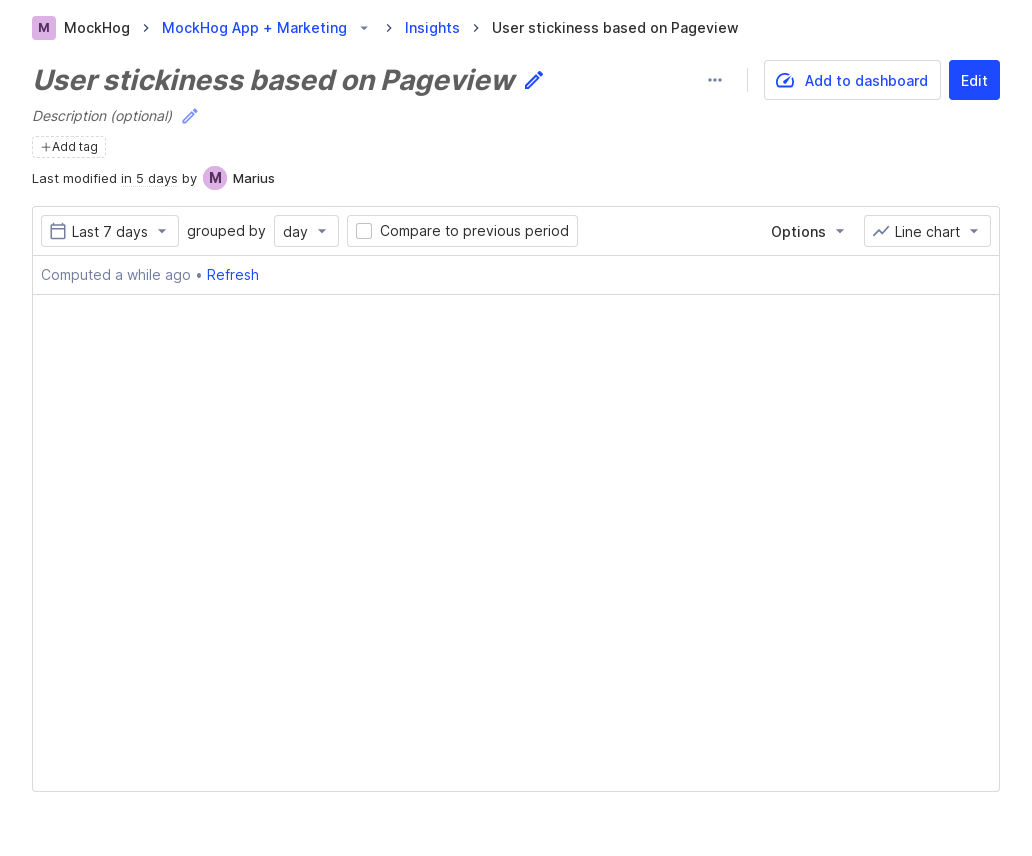 M MockHog > MockHog App + Marketing > Insights > User stickiness based on Pageview
User stickiness based on Pageview
Add to dashboard
Edit
Description (optional)
+Add tag
Last modified in 5 days by M Marius
Last 7 days grouped by day Compare to previous period Options Line chart
Computed a while ago • Refresh